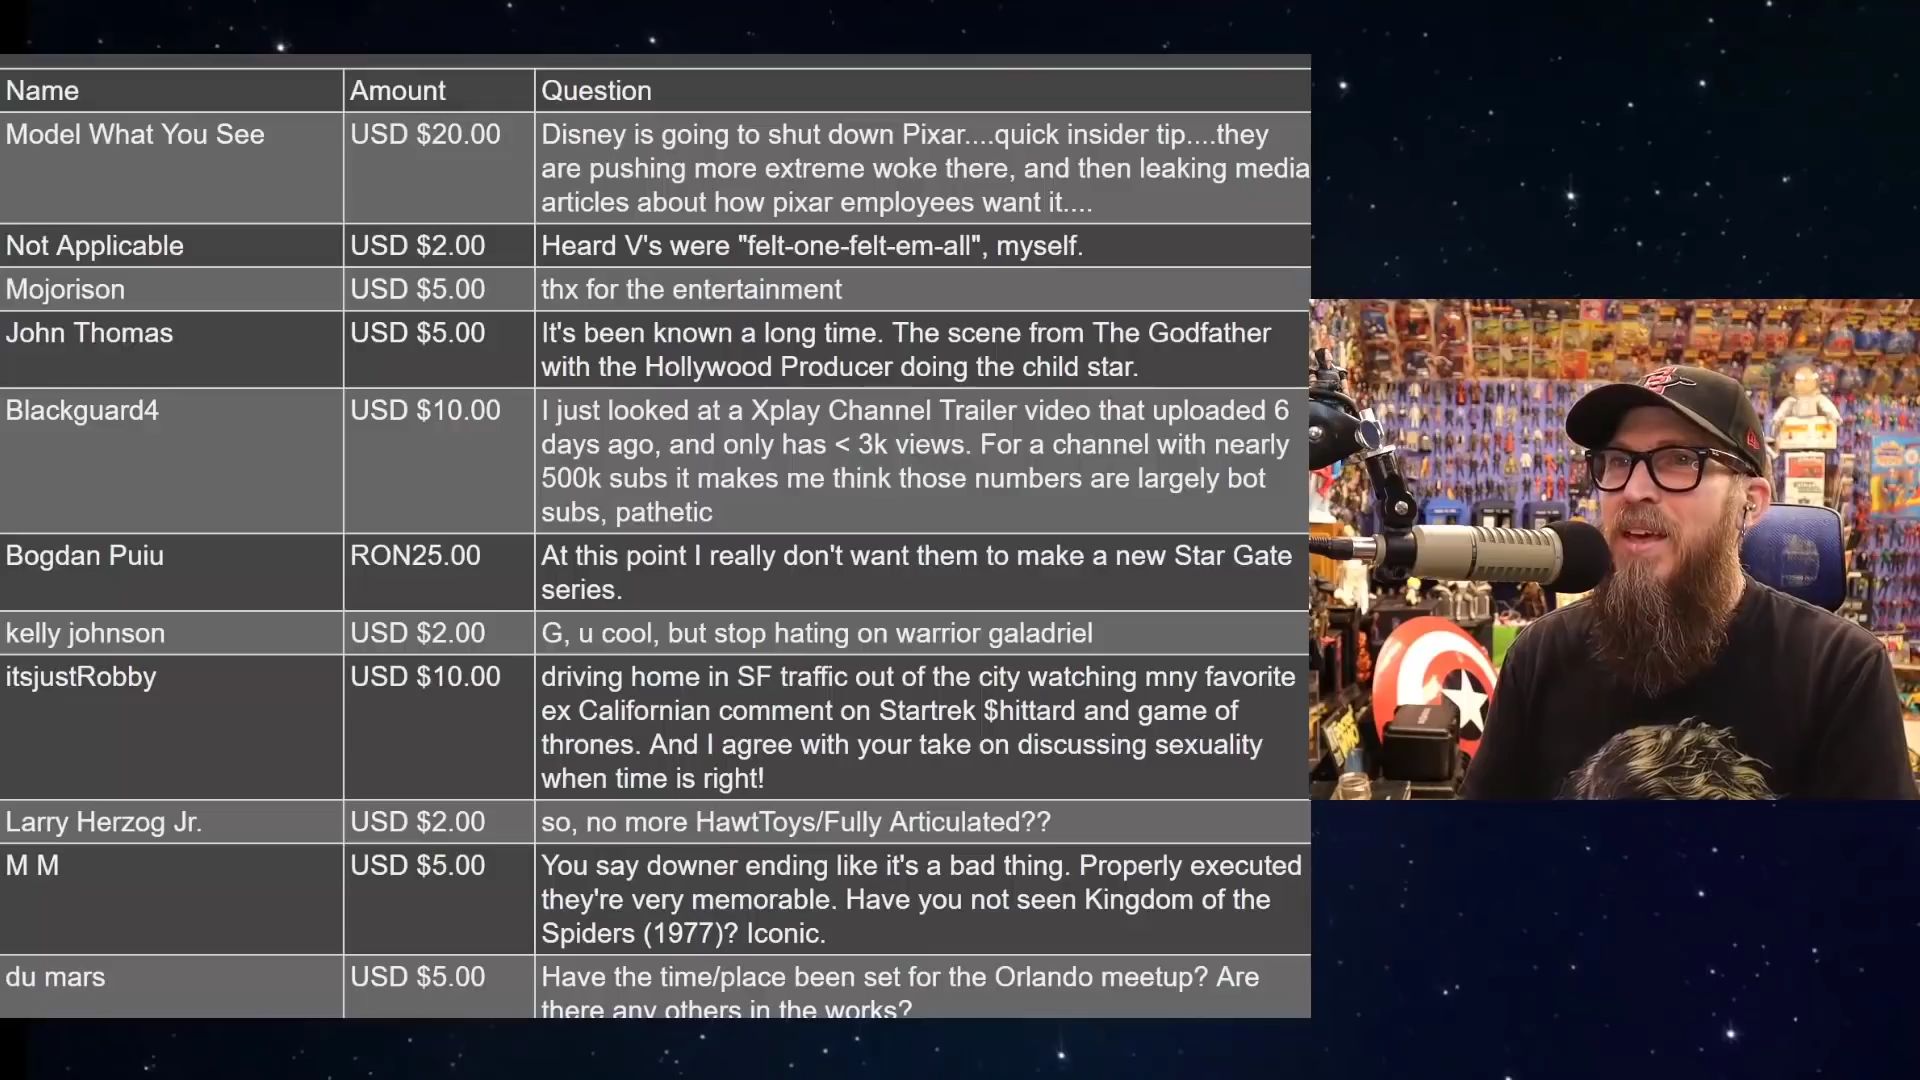 Name Amount Question
Model What You See USD $20.00 Disney is going to shut down Pixar....quick insider tip....they
are pushing more extreme woke there, and then leaking media
articles about how pixar employees want it....
Not Applicable USD $2.00 Heard V's were "felt-one-felt-em-all", myself.
Mojorison USD $5.00 thx for the entertainment
John Thomas USD $5.00 It's been known a long time. The scene from The Godfather
with the Hollywood Producer doing the child star.
Blackguard4 USD $10.00 I just looked at a Xplay Channel Trailer video that uploaded 6
days ago, and only has < 3k views. For a channel with nearly
500k subs it makes me think those numbers are largely bot
subs, pathetic
Bogdan Puiu RON25.00 At this point I really don't want them to make a new Star Gate
series.
kelly johnson USD $2.00 G, u cool, but stop hating on warrior galadriel
itsjustRobby USD $10.00 driving home in SF traffic out of the city watching mny favorite
ex Californian comment on Startrek $hittard and game of
thrones. And I agree with your take on discussing sexuality
when time is right!
Larry Herzog Jr. USD $2.00 so, no more HawtToys/Fully Articulated??
M M USD $5.00 You say downer ending like it's a bad thing. Properly executed
they're very memorable. Have you not seen Kingdom of the
Spiders (1977)? Iconic.
du mars USD $5.00 Have the time/place been set for the Orlando meetup? Are
there any others in the works?